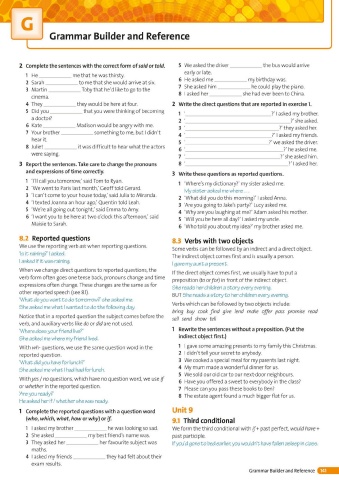 G
Grammar Builder and Reference
2 Complete the sentences with the correct form of said or told.
1 He ____________ me that he was thirsty.
2 Sarah ____________ to me that she would arrive at six.
3 Martin ____________ Toby that he'd like to go to the
cinema.
4 They ____________ they would be here at four.
5 Did you ____________ that you were thinking of becoming
a doctor?
6 Kate ____________ Madison would be angry with me.
7 Your brother ____________ something to me, but I didn't
hear it.
8 Juliet ____________ it was difficult to hear what the actors
were saying.
3 Report the sentences. Take care to change the pronouns
and expressions of time correctly.
1 'I'll call you tomorrow,' said Tom to Ryan.
2 'We went to Paris last month,' Geoff told Gerard.
3 'I can't come to your house today,' said Julia to Miranda.
4 'I texted Joanna an hour ago,' Quentin told Leah.
5 'We're all going out tonight,' said Emma to Amy.
6 'I want you to be here at two o'clock this afternoon,' said
Maisie to Sarah.
8.2 Reported questions
We use the reporting verb ask when reporting questions.
'Is it raining?' I asked.
I asked if it was raining.
When we change direct questions to reported questions, the
verb form often goes one tense back, pronouns change and time
expressions often change. These changes are the same as for
other reported speech (see 8.1).
'What do you want to do tomorrow?' she asked me.
She asked me what I wanted to do the following day.
Notice that in a reported question the subject comes before the
verb, and auxiliary verbs like do or did are not used.
'Where does your friend live?'
She asked me where my friend lived.
With wh- questions, we use the same question word in the
reported question.
'What did you have for lunch?'
She asked me what I had had for lunch.
With yes / no questions, which have no question word, we use if
or whether in the reported question.
'Are you ready?'
He asked her if / whether she was ready.
1 Complete the reported questions with a question word
(who, which, what, how or why) or if.
1 I asked my brother ____________ he was looking so sad.
2 She asked ____________ my best friend's name was.
3 They asked her ____________ her favourite subject was
maths.
4 I asked my friends ____________ they had felt about their
exam results.
5 We asked the driver ____________ the bus would arrive
early or late.
6 He asked me ____________ my birthday was.
7 She asked him ____________ he could play the piano.
8 I asked her ____________ she had ever been to China.
2 Write the direct questions that are reported in exercise 1.
1 '____________?' I asked my brother.
2 '____________?' she asked.
3 '____________?' they asked her.
4 '____________?' I asked my friends.
5 '____________?' we asked the driver.
6 '____________?' he asked me.
7 '____________?' she asked him.
8 '____________?' I asked her.
3 Write these questions as reported questions.
1 'Where's my dictionary?' my sister asked me.
My sister asked me where …
2 'What did you do this morning?' I asked Anna.
3 'Are you going to Jake's party?' Lucy asked me.
4 'Why are you laughing at me?' Adam asked his mother.
5 'Will you be here all day?' I asked my uncle.
6 'Who told you about my idea?' my brother asked me.
8.3 Verbs with two objects
Some verbs can be followed by an indirect and a direct object.
The indirect object comes first and is usually a person.
I gave my aunt a present.
If the direct object comes first, we usually have to put a
preposition (to or for) in front of the indirect object.
She reads her children a story every evening.
BUT She reads a story to her children every evening.
Verbs which can be followed by two objects include:
bring buy cook find give lend make offer pass promise read
sell send show tell
1 Rewrite the sentences without a preposition. (Put the
indirect object first.)
1 I gave some amazing presents to my family this Christmas.
2 I didn't tell your secret to anybody.
3 We cooked a special meal for my parents last night.
4 My mum made a wonderful dinner for us.
5 We sold our old car to our next-door neighbours.
6 Have you offered a sweet to everybody in the class?
7 Please can you pass these books to Ben?
8 The estate agent found a much bigger flat for us.
Unit 9
9.1 Third conditional
We form the third conditional with if + past perfect, would have +
past participle.
If you'd gone to bed earlier, you wouldn't have fallen asleep in class.
Grammar Builder and Reference